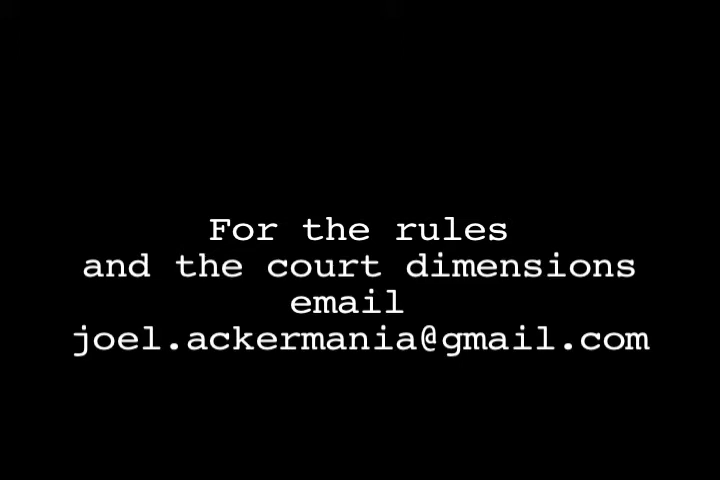 For the rules
and the court dimensions
email
joel.ackermania@gmail.com